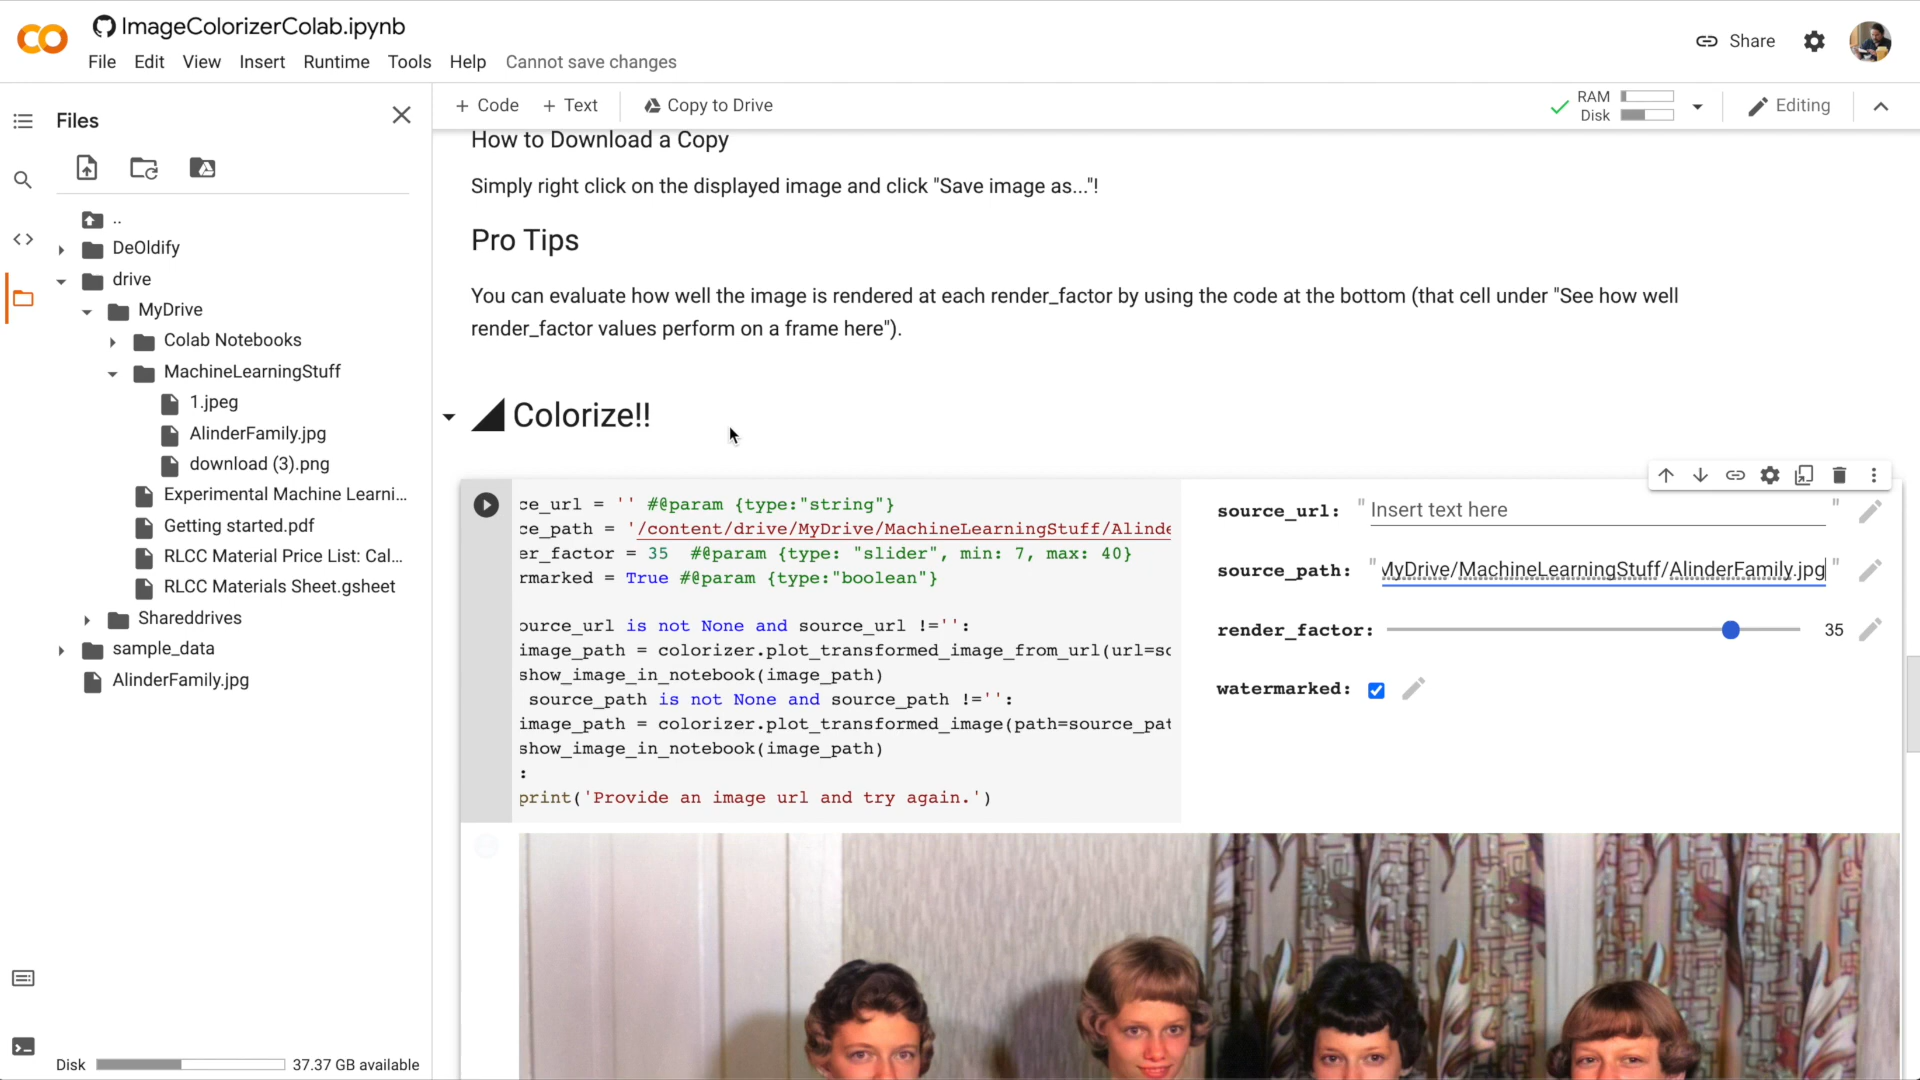 ImageColorizerColab.ipynb
File Edit View Insert Runtime Tools Help Cannot save changes
Share
Files
+ Code + Text Copy to Drive
RAM
Disk
Editing
..
DeOldify
drive
MyDrive
Colab Notebooks
MachineLearningStuff
1.jpeg
AlinderFamily.jpg
download (3).png
Experimental Machine Learni...
Getting started.pdf
RLCC Material Price List: Cal...
RLCC Materials Sheet.gsheet
Shareddrives
sample_data
AlinderFamily.jpg
Disk 37.37 GB available
How to Download a Copy
Simply right click on the displayed image and click "Save image as..."!
Pro Tips
You can evaluate how well the image is rendered at each render_factor by using the code at the bottom (that cell under "See how well
render_factor values perform on a frame here").
Colorize!!
ce_url = '' #@param {type:"string"}
ce_path = '/content/drive/MyDrive/MachineLearningStuff/Alinde
er_factor = 35 #@param {type: "slider", min: 7, max: 40}
rmarked = True #@param {type:"boolean"}
ource_url is not None and source_url !='':
image_path = colorizer.plot_transformed_image_from_url(url=sc
show_image_in_notebook(image_path)
source_path is not None and source_path !='':
image_path = colorizer.plot_transformed_image(path=source_pat
show_image_in_notebook(image_path)
:
print('Provide an image url and try again.')
source_url: " Insert text here "
source_path: " MyDrive/MachineLearningStuff/AlinderFamily.jpg "
render_factor: 35
watermarked: